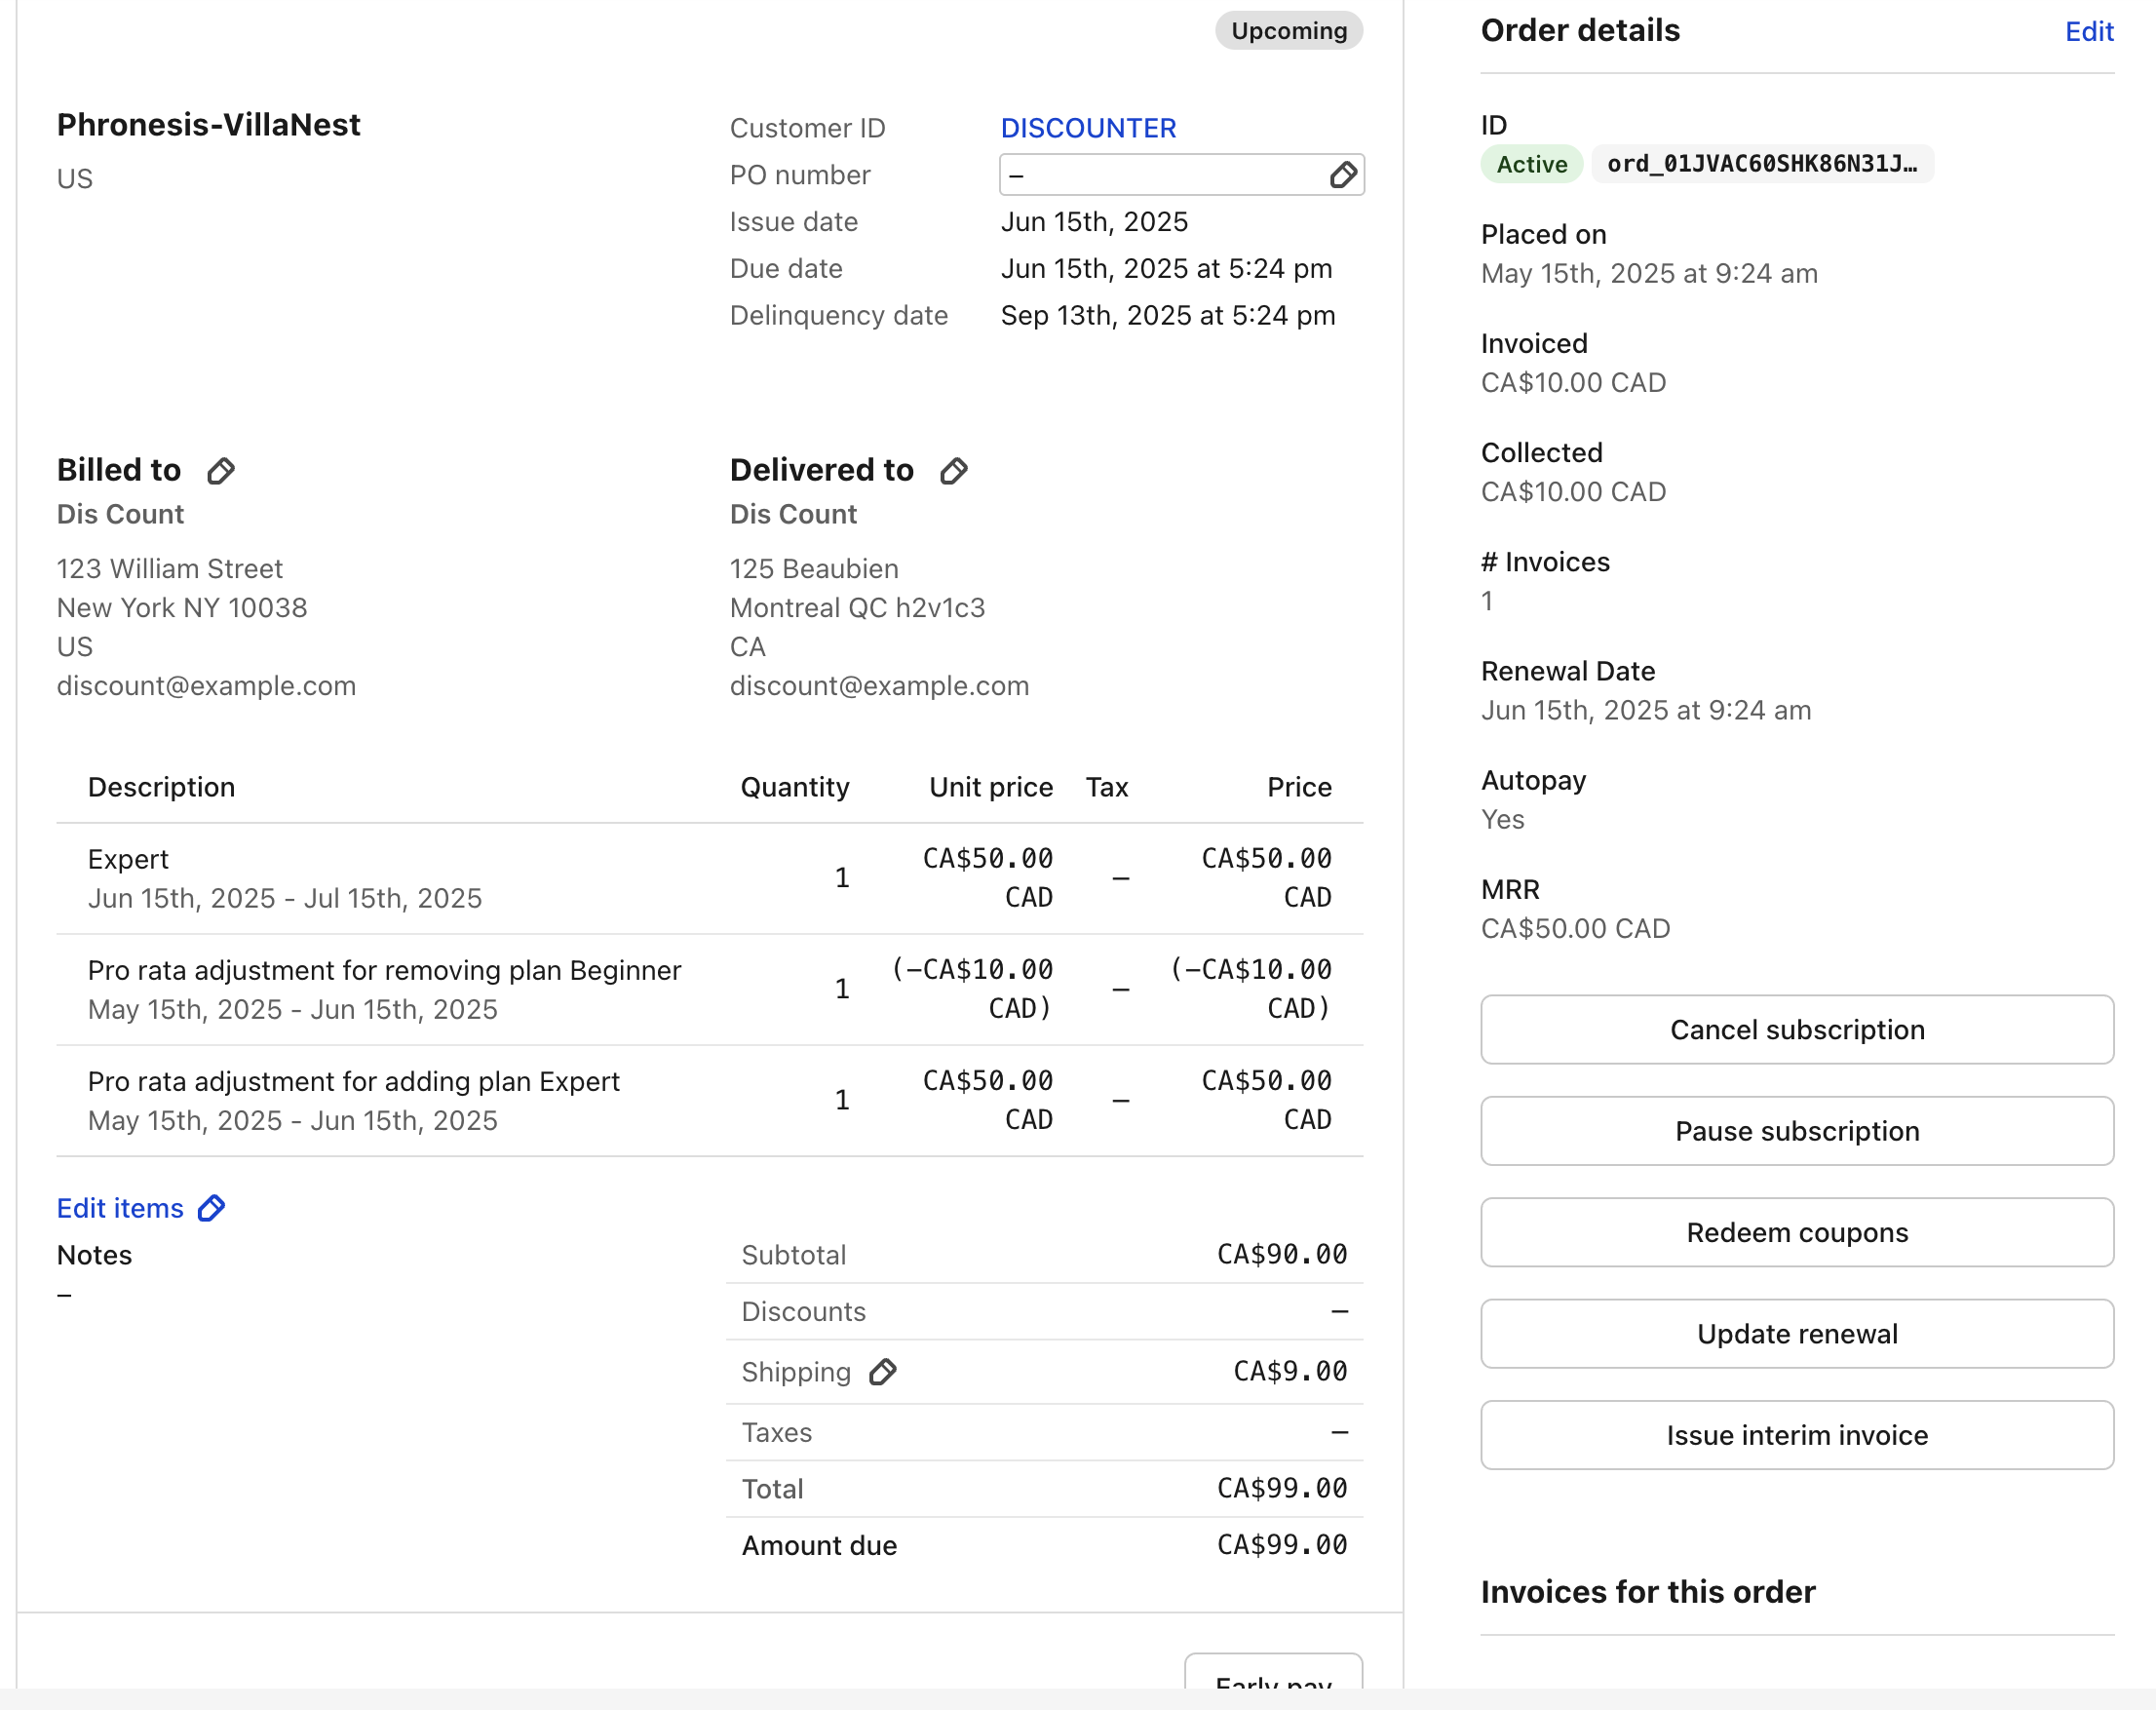 Upcoming
Phronesis-VillaNest
US
Customer ID DISCOUNTER
PO number –
Issue date Jun 15th, 2025
Due date Jun 15th, 2025 at 5:24 pm
Delinquency date Sep 13th, 2025 at 5:24 pm
Billed to
Dis Count
123 William Street
New York NY 10038
US
discount@example.com
Delivered to
Dis Count
125 Beaubien
Montreal QC h2v1c3
CA
discount@example.com
Description Quantity Unit price Tax Price
Expert
Jun 15th, 2025 - Jul 15th, 2025
1 CA$50.00 CAD – CA$50.00 CAD
Pro rata adjustment for removing plan Beginner
May 15th, 2025 - Jun 15th, 2025
1 (–CA$10.00 CAD) – (–CA$10.00 CAD)
Pro rata adjustment for adding plan Expert
May 15th, 2025 - Jun 15th, 2025
1 CA$50.00 CAD – CA$50.00 CAD
Edit items
Notes
–
Subtotal CA$90.00
Discounts –
Shipping CA$9.00
Taxes –
Total CA$99.00
Amount due CA$99.00
Early pay
Order details Edit
ID
Active ord_01JVAC60SHK86N31J…
Placed on
May 15th, 2025 at 9:24 am
Invoiced
CA$10.00 CAD
Collected
CA$10.00 CAD
# Invoices
1
Renewal Date
Jun 15th, 2025 at 9:24 am
Autopay
Yes
MRR
CA$50.00 CAD
Cancel subscription
Pause subscription
Redeem coupons
Update renewal
Issue interim invoice
Invoices for this order